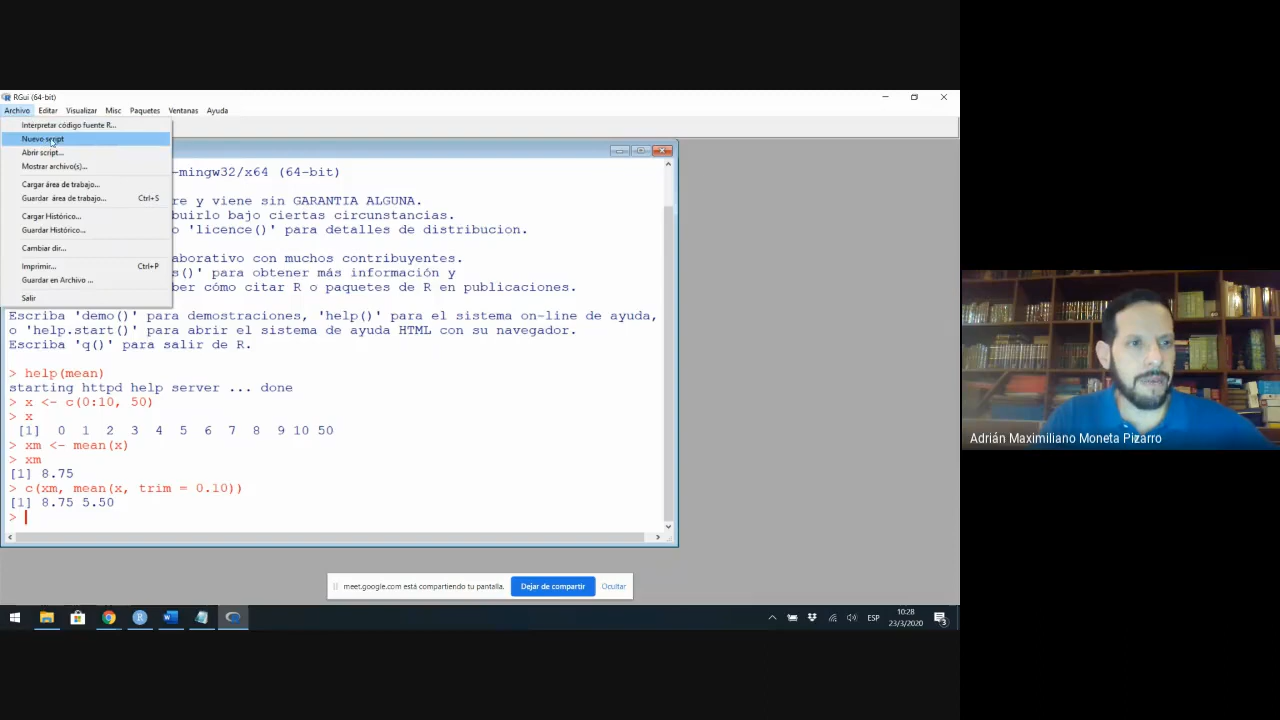 RGui (64-bit)
Archivo Editar Visualizar Misc Paquetes Ventanas Ayuda
Interpretar código fuente R...
Nuevo script
Abrir script...
Mostrar archivo(s)...
Cargar área de trabajo...
Guardar área de trabajo... Ctrl+S
Cargar Histórico...
Guardar Histórico...
Cambiar dir...
Imprimir... Ctrl+P
Guardar en Archivo ...
Salir
-mingw32/x64 (64-bit)
re y viene sin GARANTIA ALGUNA.
buirlo bajo ciertas circunstancias.
o 'licence()' para detalles de distribucion.
aborativo con muchos contribuyentes.
s()' para obtener más información y
ber cómo citar R o paquetes de R en publicaciones.
Escriba 'demo()' para demostraciones, 'help()' para el sistema on-line de ayuda,
o 'help.start()' para abrir el sistema de ayuda HTML con su navegador.
Escriba 'q()' para salir de R.
> help(mean)
starting httpd help server ... done
> x <- c(0:10, 50)
> x
[1] 0 1 2 3 4 5 6 7 8 9 10 50
> xm <- mean(x)
> xm
[1] 8.75
> c(xm, mean(x, trim = 0.10))
[1] 8.75 5.50
>
Adrián Maximiliano Moneta Pizarro
meet.google.com está compartiendo tu pantalla. Dejar de compartir Ocultar
ESP
10:28
23/3/2020
3